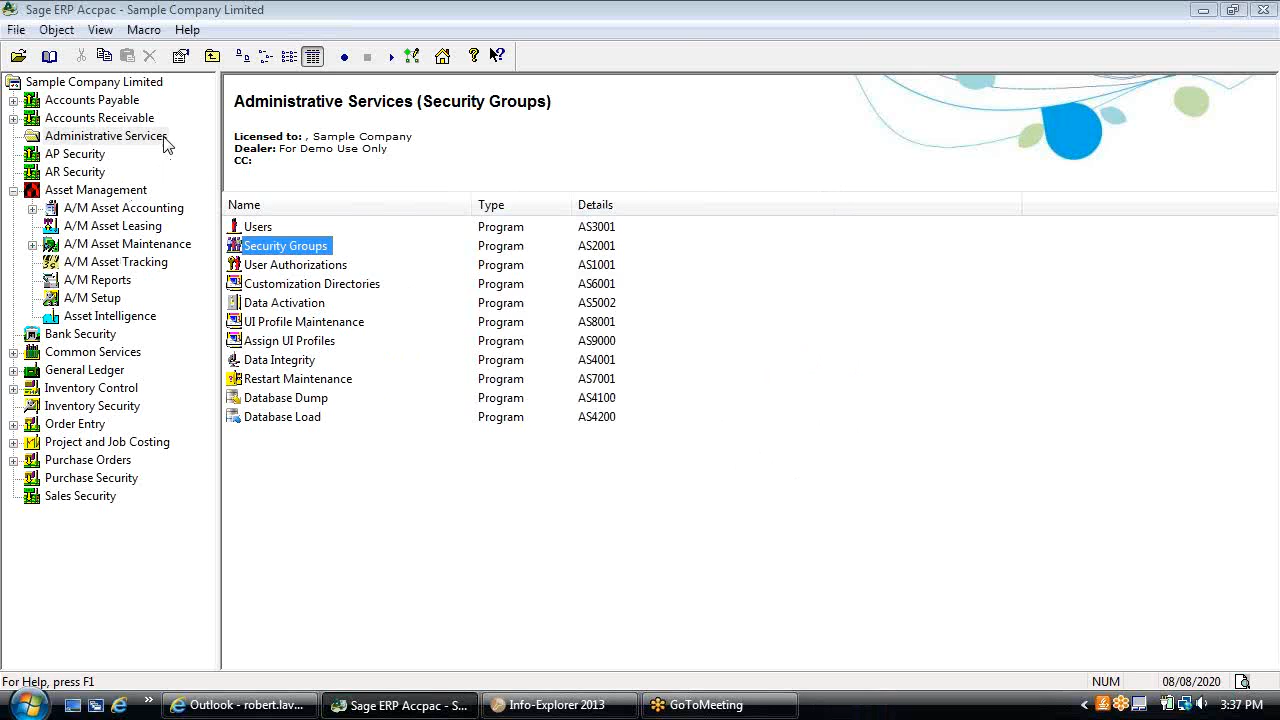 Sage ERP Accpac - Sample Company Limited
File Object View Macro Help
Sample Company Limited
Accounts Payable
Accounts Receivable
Administrative Services
AP Security
AR Security
Asset Management
A/M Asset Accounting
A/M Asset Leasing
A/M Asset Maintenance
A/M Asset Tracking
A/M Reports
A/M Setup
Asset Intelligence
Bank Security
Common Services
General Ledger
Inventory Control
Inventory Security
Order Entry
Project and Job Costing
Purchase Orders
Purchase Security
Sales Security
Administrative Services (Security Groups)
Licensed to: , Sample Company
Dealer: For Demo Use Only
CC:
Name Type Details
Users Program AS3001
Security Groups Program AS2001
User Authorizations Program AS1001
Customization Directories Program AS6001
Data Activation Program AS5002
UI Profile Maintenance Program AS8001
Assign UI Profiles Program AS9000
Data Integrity Program AS4001
Restart Maintenance Program AS7001
Database Dump Program AS4100
Database Load Program AS4200
For Help, press F1 NUM 08/08/2020
Outlook - robert.lav... Sage ERP Accpac - S... Info-Explorer 2013 GoToMeeting 3:37 PM